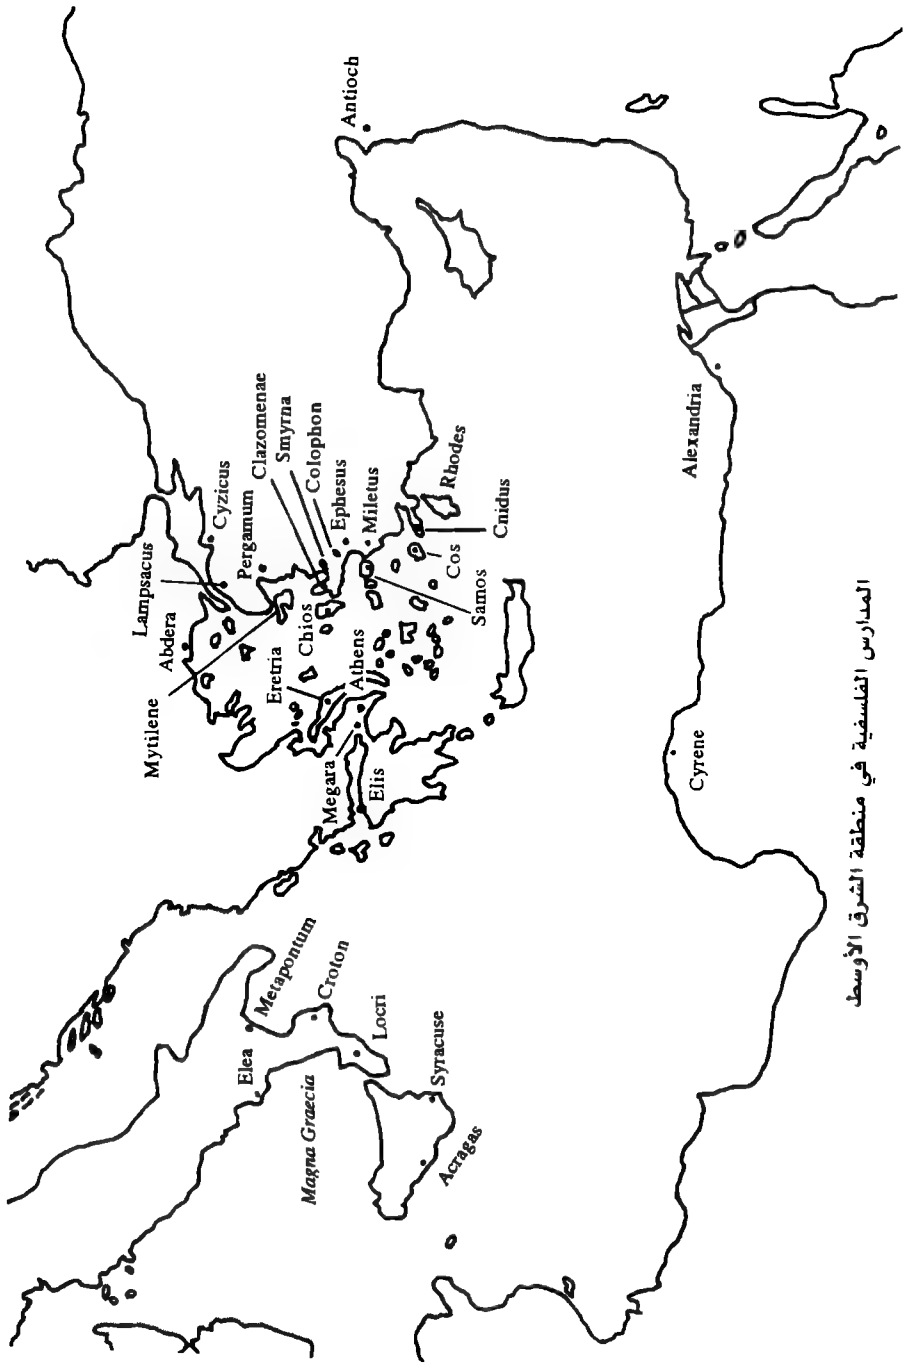 Abdera
Lampsacus
Cyzicus
Mytilene
Pergamum
Clazomenae
Smyrna
Colophon
Ephesus
Miletus
Antioch
Eretria
Chios
Athens
Megara
Elis
Samos
Cos
Cnidus
Rhodes
Metapontum
Elea
Croton
Locri
Magna Graecia
Syracuse
Acragas
Cyrene
Alexandria
المدارس الفلسفية في منطقة الشرق الأوسط